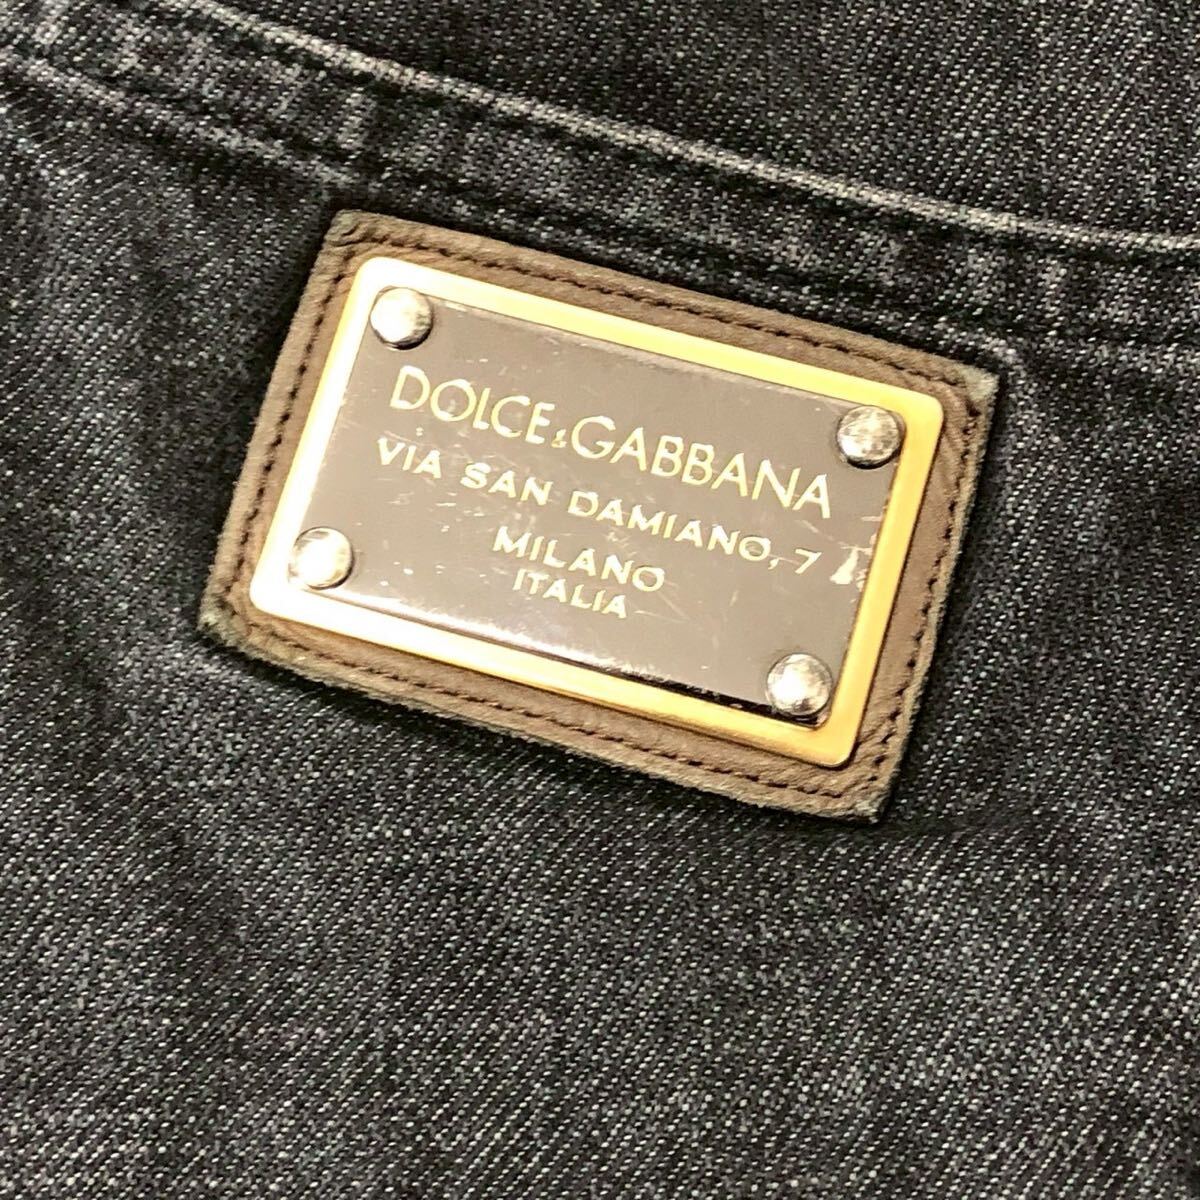 DOLCE&GABBANA
VIA SAN DAMIANO, 7
MILANO
ITALIA